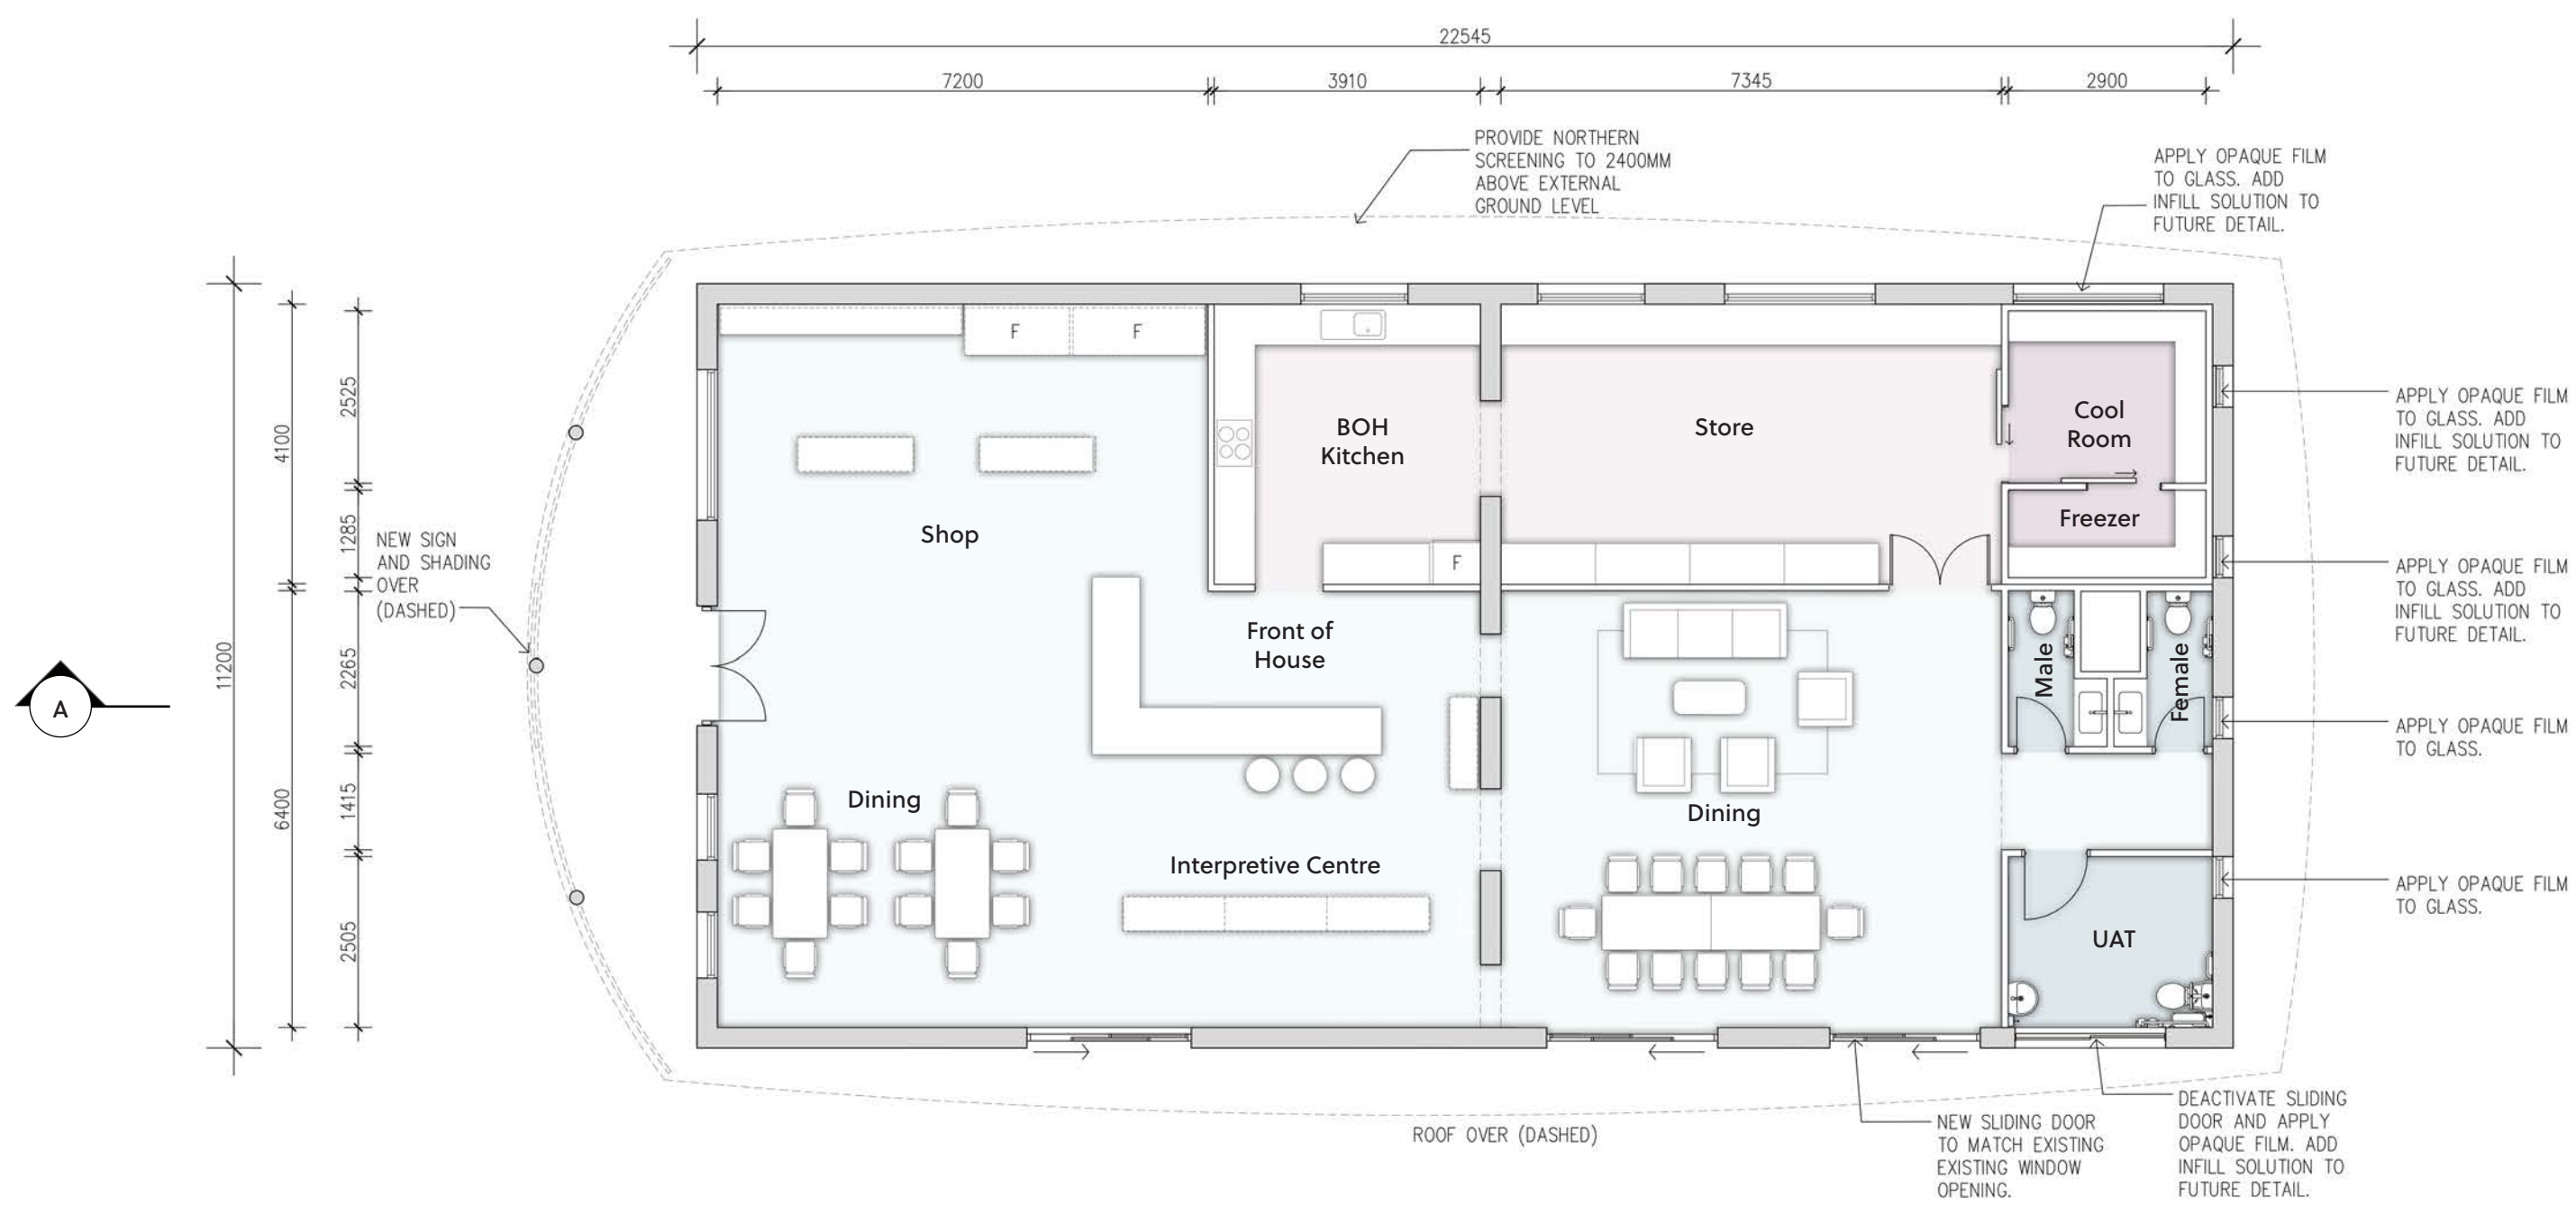 22545
7200
3910
7345
2900
PROVIDE NORTHERN
SCREENING TO 2400MM
ABOVE EXTERNAL
GROUND LEVEL
APPLY OPAQUE FILM
TO GLASS. ADD
INFILL SOLUTION TO
FUTURE DETAIL.
F
F
2525
4100
1285
NEW SIGN
AND SHADING
OVER
(DASHED)
11200
2265
6400
1415
2505
A
Shop
BOH
Kitchen
Store
Cool
Room
Freezer
F
Front of
House
Male
Female
Dining
Dining
Interpretive Centre
UAT
APPLY OPAQUE FILM
TO GLASS. ADD
INFILL SOLUTION TO
FUTURE DETAIL.
APPLY OPAQUE FILM
TO GLASS. ADD
INFILL SOLUTION TO
FUTURE DETAIL.
APPLY OPAQUE FILM
TO GLASS.
APPLY OPAQUE FILM
TO GLASS.
ROOF OVER (DASHED)
NEW SLIDING DOOR
TO MATCH EXISTING
EXISTING WINDOW
OPENING.
DEACTIVATE SLIDING
DOOR AND APPLY
OPAQUE FILM. ADD
INFILL SOLUTION TO
FUTURE DETAIL.